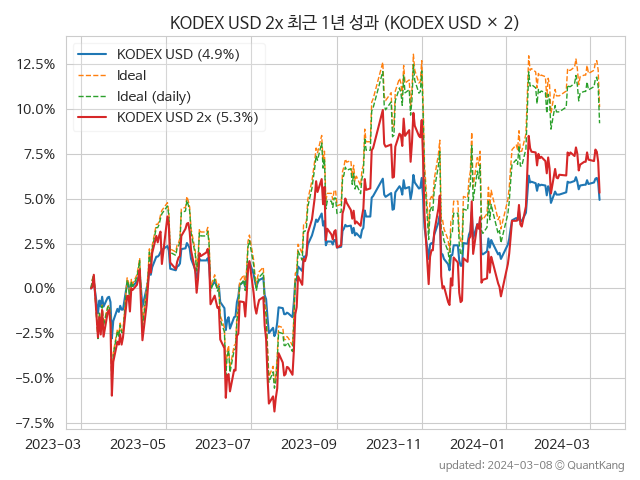 KODEX USD 2x 최근 1년 성과 (KODEX USD × 2)
KODEX USD (4.9%)
Ideal
Ideal (daily)
KODEX USD 2x (5.3%)
12.5%
10.0%
7.5%
5.0%
2.5%
0.0%
−2.5%
−5.0%
−7.5%
2023-03
2023-05
2023-07
2023-09
2023-11
2024-01
2024-03
updated: 2024-03-08 © QuantKang